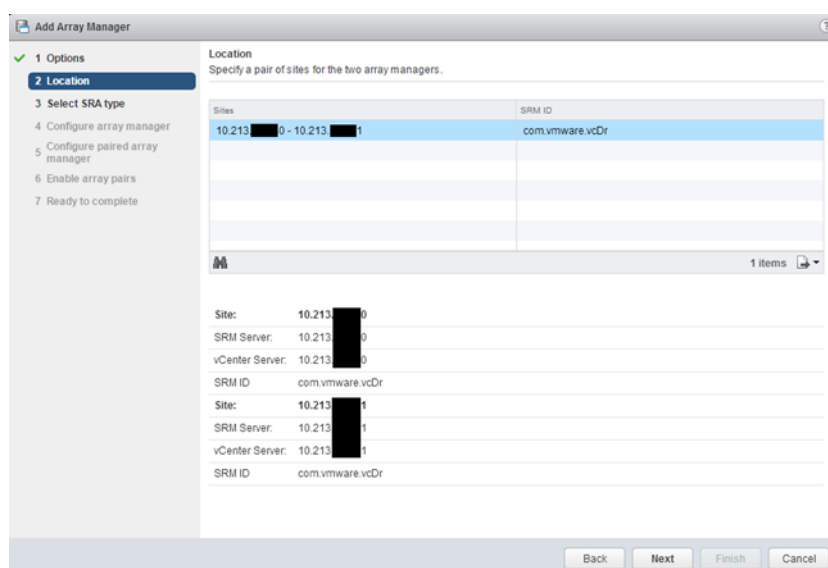 Add Array Manager
?
1 Options
2 Location
3 Select SRA type
4 Configure array manager
5 Configure paired array
manager
6 Enable array pairs
7 Ready to complete
Location
Specify a pair of sites for the two array managers.
Sites SRM ID
10.213. 0 - 10.213. 1 com.vmware.vcDr
1 items
Site: 10.213. 0
SRM Server: 10.213. 0
vCenter Server: 10.213. 0
SRM ID com.vmware.vcDr
Site: 10.213 1
SRM Server: 10.213 1
vCenter Server: 10.213 1
SRM ID com.vmware.vcDr
Back Next Finish Cancel